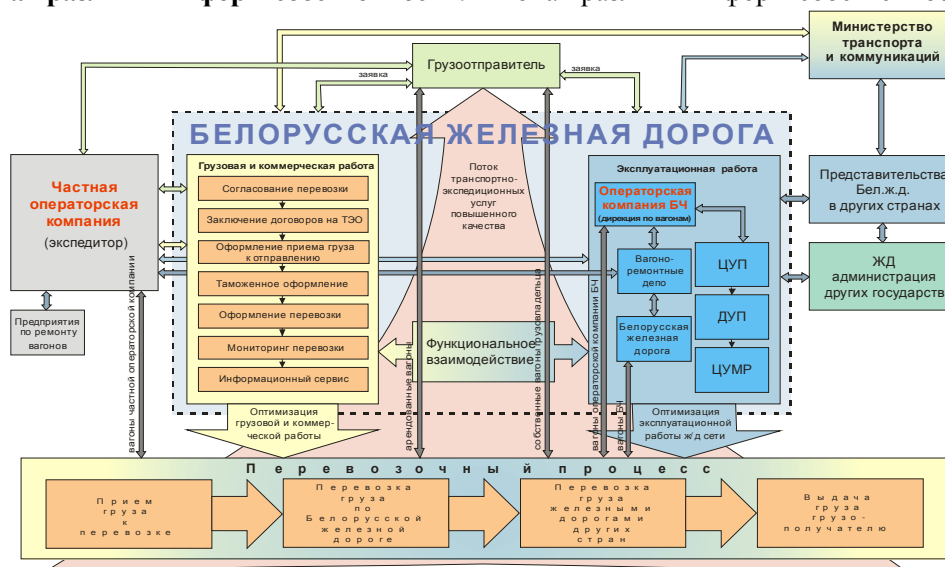 Министерство
транспорта
и коммуникаций
Грузоотправитель
заявка
заявка
БЕЛОРУССКАЯ ЖЕЛЕЗНАЯ ДОРОГА
Частная
операторская
компания
(экспедитор)
Предприятия
по ремонту
вагонов
Грузовая и коммерческая работа
Согласование перевозки
Заключение договоров на ТЭО
Оформление приема груза
к отправлению
Таможенное оформление
Оформление перевозки
Мониторинг перевозки
Информационный сервис
Поток
транспортно-
экспедиционных
услуг
повышенного
качества
Функциональное
взаимодействие
Эксплуатационная работа
Операторская
компания БЧ
(дирекция по вагонам)
Вагоно-
ремонтные
депо
Белорусская
железная
дорога
ЦУП
ДУП
ЦУМР
Представительства
Бел.ж.д.
в других странах
ЖД
администрация
других государств
вагоны частной операторской компании
арендованные вагоны
собственные вагоны грузовладельца
вагоны операторской компании БЧ
вагоны БЧ
Оптимизация
грузовой и коммер-
ческой работы
Оптимизация
эксплуатационной
работы ж/д сети
Перевозочный процесс
Прием
груза
к
перевозке
Перевозка
груза
по
Белорусской
железной
дороге
Перевозка
груза
железными
дорогами
других
стран
Выдача
груза
грузо-
получателю